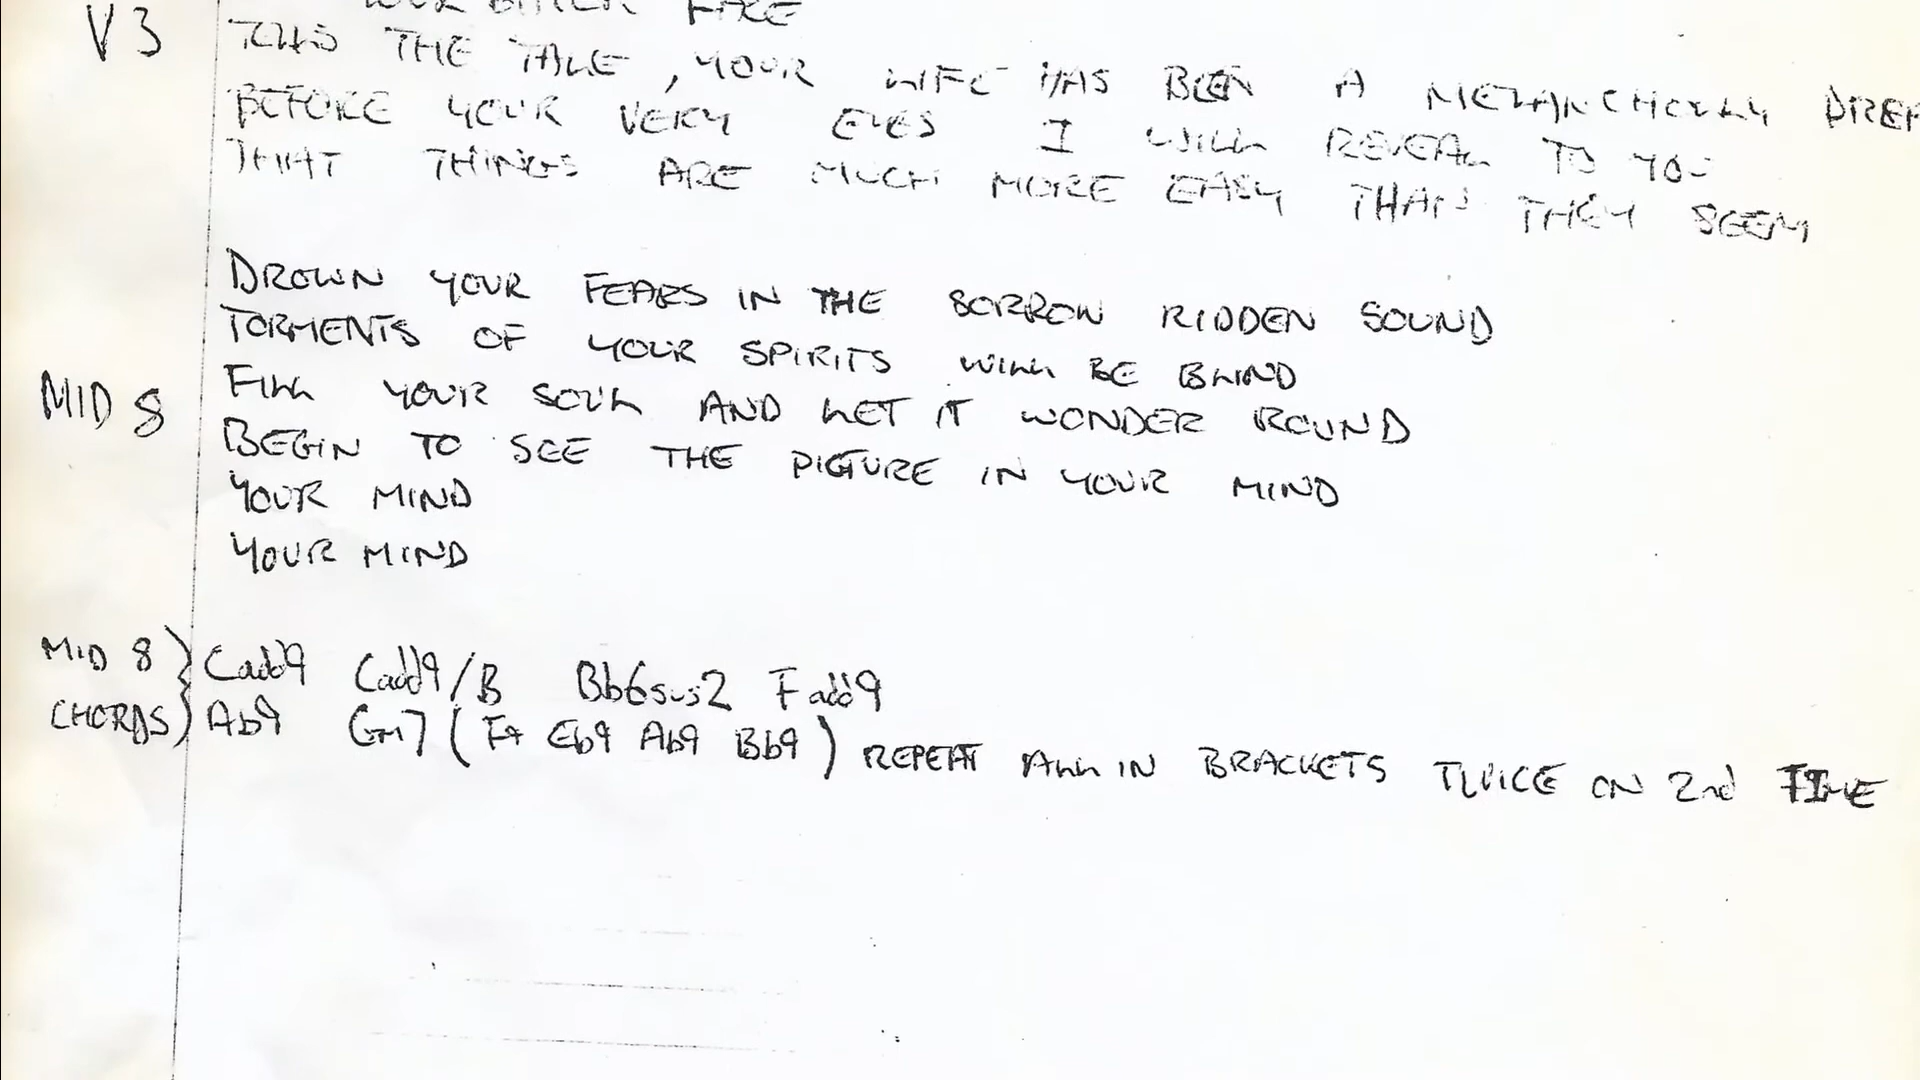 V3
THIS THE TALE, YOUR LIFE HAS BEEN A MELANCHOLLY
BEFORE YOUR VERY EYES I WILL REVEAL TO YOU
THAT THINGS ARE MUCH MORE EASY THAN THEY SEEM
DROWN YOUR FEARS IN THE SORROW RIDDEN SOUND
TORMENTS OF YOUR SPIRITS WILL BE BLIND
MID 8 FILL YOUR SOUL AND LET IT WONDER ROUND
BEGIN TO SEE THE PICTURE IN YOUR MIND
YOUR MIND
YOUR MIND
MID 8 } Cadd9 Cadd9/B Bb6sus2 Fadd9
CHORDS } Ab9 Gm7 ( Eb9 Ab9 Bb9 ) REPEAT ALL IN BRACKETS TWICE ON 2nd TIME